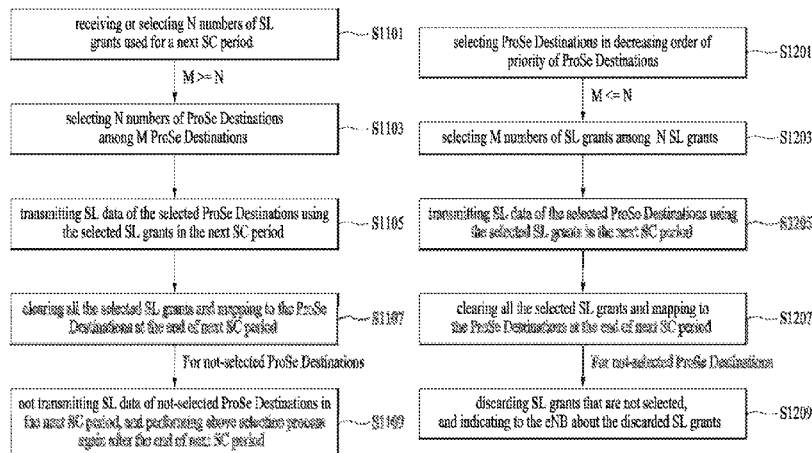 receiving or selecting N numbers of SL
grants used for a next SC period
S1101
M >= N
selecting N numbers of ProSe Destinations
among M ProSe Destinations
S1103
transmitting SL data of the selected ProSe Destinations using
the selected SL grants in the next SC period
S1105
clearing all the selected SL grants and mapping to the ProSe
Destinations at the end of next SC period
S1107
For not-selected ProSe Destinations
not transmitting SL data of not-selected ProSe Destinations in
the next SC period, and performing above selection process
again after the end of next SC period
S1109
selecting ProSe Destinations in decreasing order of
priority of ProSe Destinations
S1201
M <= N
selecting M numbers of SL grants among N SL grants
S1203
transmitting SL data of the selected ProSe Destinations using
the selected SL grants in the next SC period
S1205
clearing all the selected SL grants and mapping to
the ProSe Destinations at the end of next SC period
S1207
For not-selected ProSe Destinations
discarding SL grants that are not selected,
and indicating to the eNB about the discarded SL grants
S1209